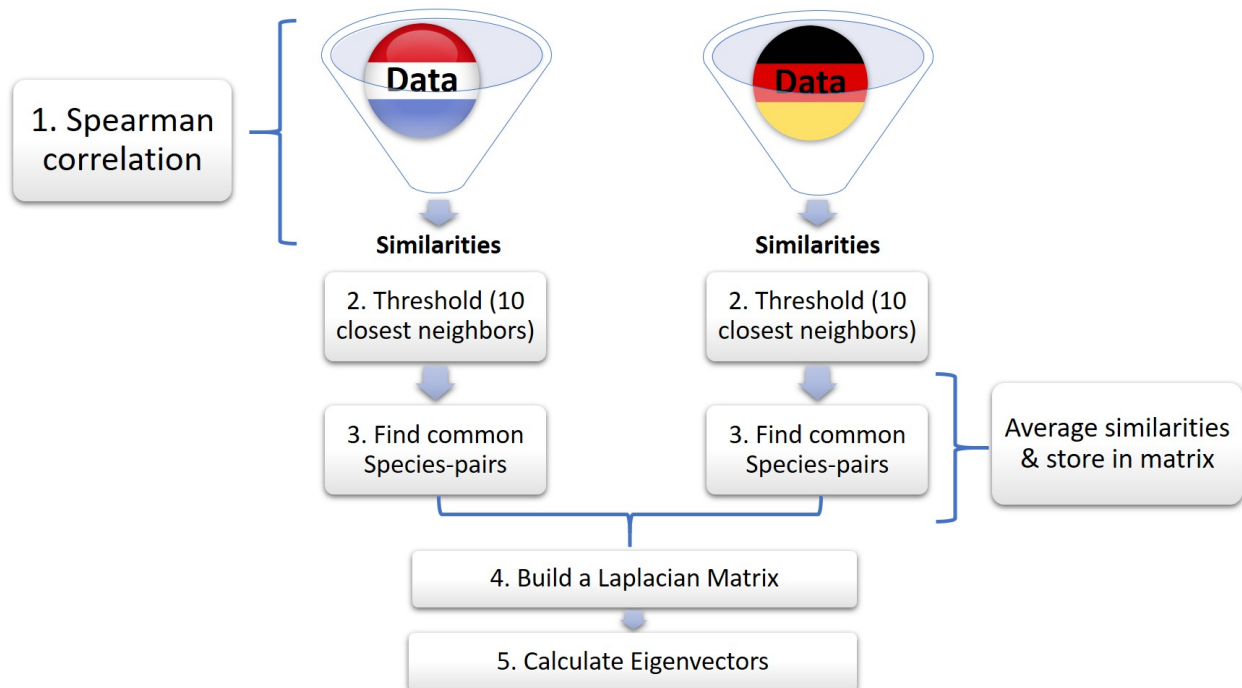 Data
Data
1. Spearman
correlation
Similarities
Similarities
2. Threshold (10
closest neighbors)
2. Threshold (10
closest neighbors)
3. Find common
Species-pairs
3. Find common
Species-pairs
Average similarities
& store in matrix
4. Build a Laplacian Matrix
5. Calculate Eigenvectors